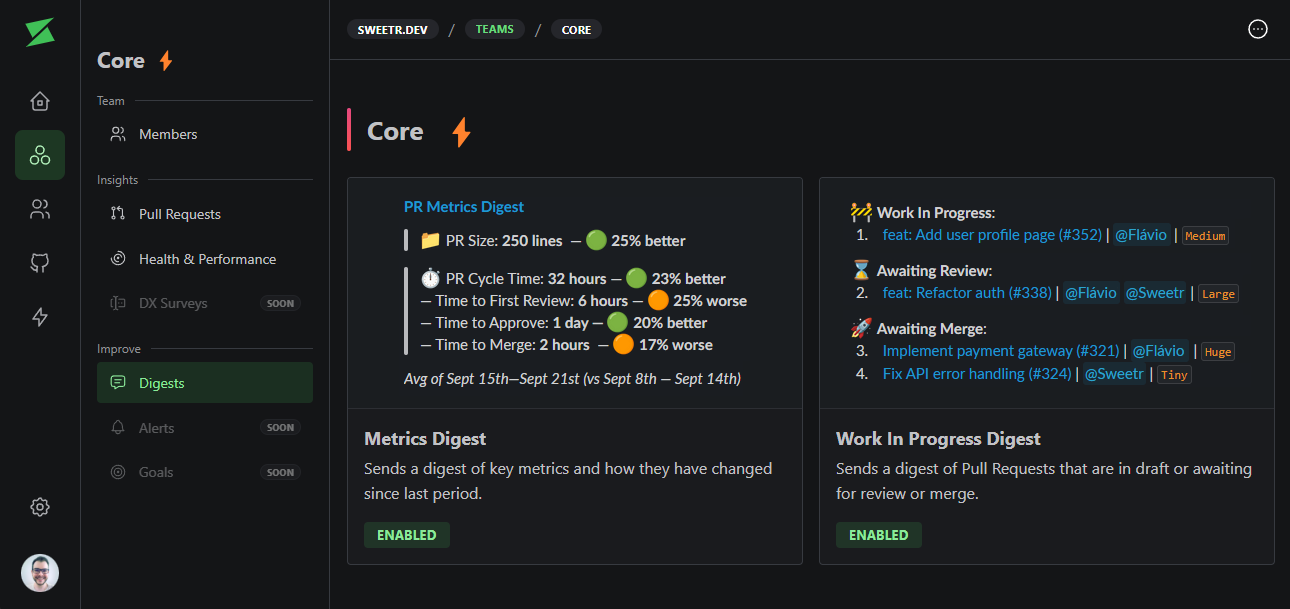 SWEETR.DEV / TEAMS / CORE
Core
Team
Members
Insights
Pull Requests
Health & Performance
DX Surveys SOON
Improve
Digests
Alerts SOON
Goals SOON
Core
PR Metrics Digest
PR Size: 250 lines — 25% better
PR Cycle Time: 32 hours — 23% better
— Time to First Review: 6 hours — 25% worse
— Time to Approve: 1 day — 20% better
— Time to Merge: 2 hours — 17% worse
Avg of Sept 15th—Sept 21st (vs Sept 8th — Sept 14th)
Metrics Digest
Sends a digest of key metrics and how they have changed
since last period.
ENABLED
Work In Progress:
1. feat: Add user profile page (#352) | @Flávio | Medium
Awaiting Review:
2. feat: Refactor auth (#338) | @Flávio @Sweetr | Large
Awaiting Merge:
3. Implement payment gateway (#321) | @Flávio | Huge
4. Fix API error handling (#324) | @Sweetr | Tiny
Work In Progress Digest
Sends a digest of Pull Requests that are in draft or awaiting
for review or merge.
ENABLED